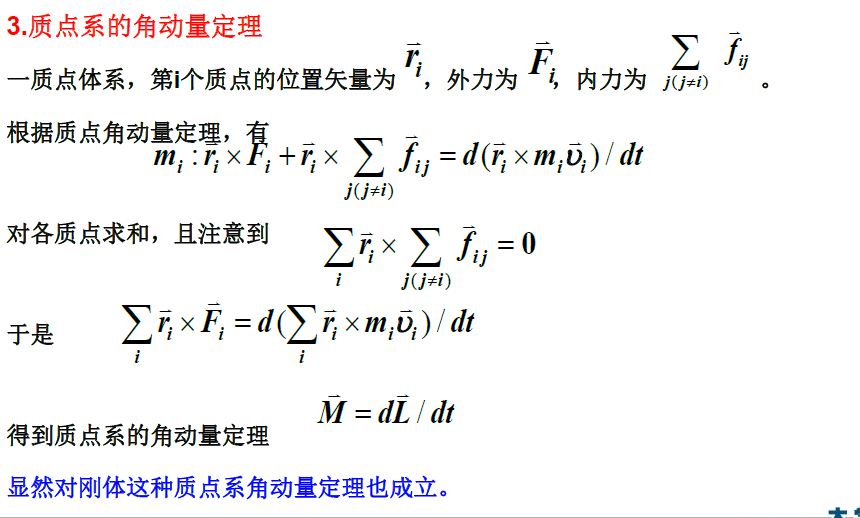 3.质点系的角动量定理
一质点体系，第i个质点的位置矢量为 $\vec{r}_i$，外力为 $\vec{F}_i$，内力为 $\sum_{j(j\neq i)} \vec{f}_{ij}$ 。
根据质点角动量定理，有
$m_i : \vec{r}_i \times \vec{F}_i + \vec{r}_i \times \sum_{j(j\neq i)} \vec{f}_{ij} = d(\vec{r}_i \times m_i \vec{\upsilon}_i) / dt$
对各质点求和，且注意到 $\sum_i \vec{r}_i \times \sum_{j(j\neq i)} \vec{f}_{ij} = 0$
于是 $\sum_i \vec{r}_i \times \vec{F}_i = d(\sum_i \vec{r}_i \times m_i \vec{\upsilon}_i) / dt$
得到质点系的角动量定理 $\vec{M} = d\vec{L} / dt$
显然对刚体这种质点系角动量定理也成立。